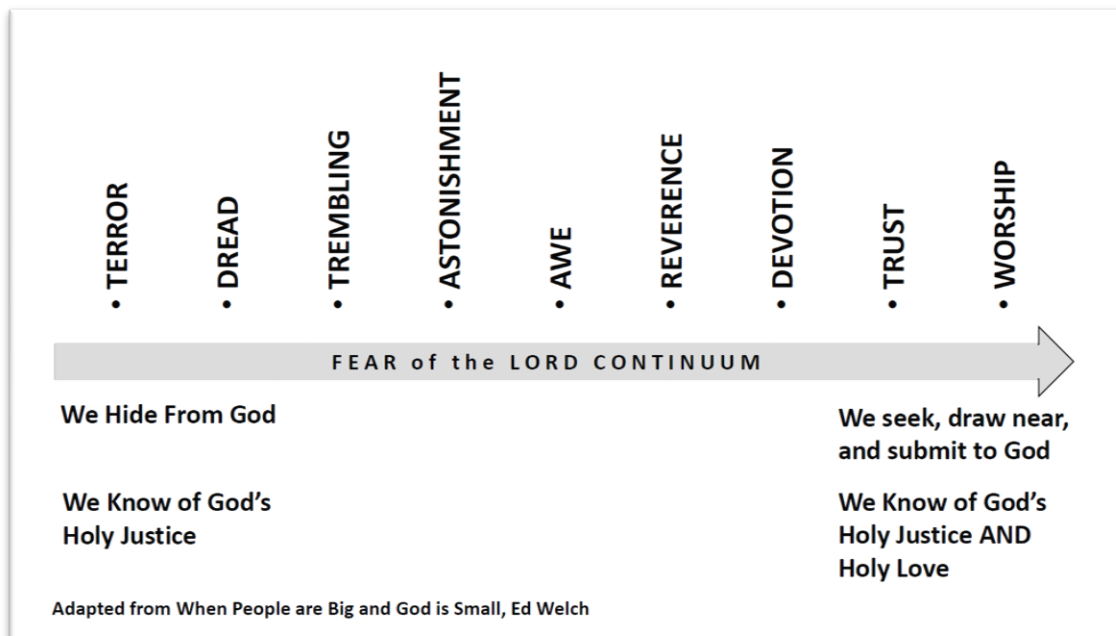 • TERROR
• DREAD
• TREMBLING
• ASTONISHMENT
• AWE
• REVERENCE
• DEVOTION
• TRUST
• WORSHIP
FEAR of the LORD CONTINUUM
We Hide From God
We Know of God’s
Holy Justice
We seek, draw near,
and submit to God
We Know of God’s
Holy Justice AND
Holy Love
Adapted from When People are Big and God is Small, Ed Welch